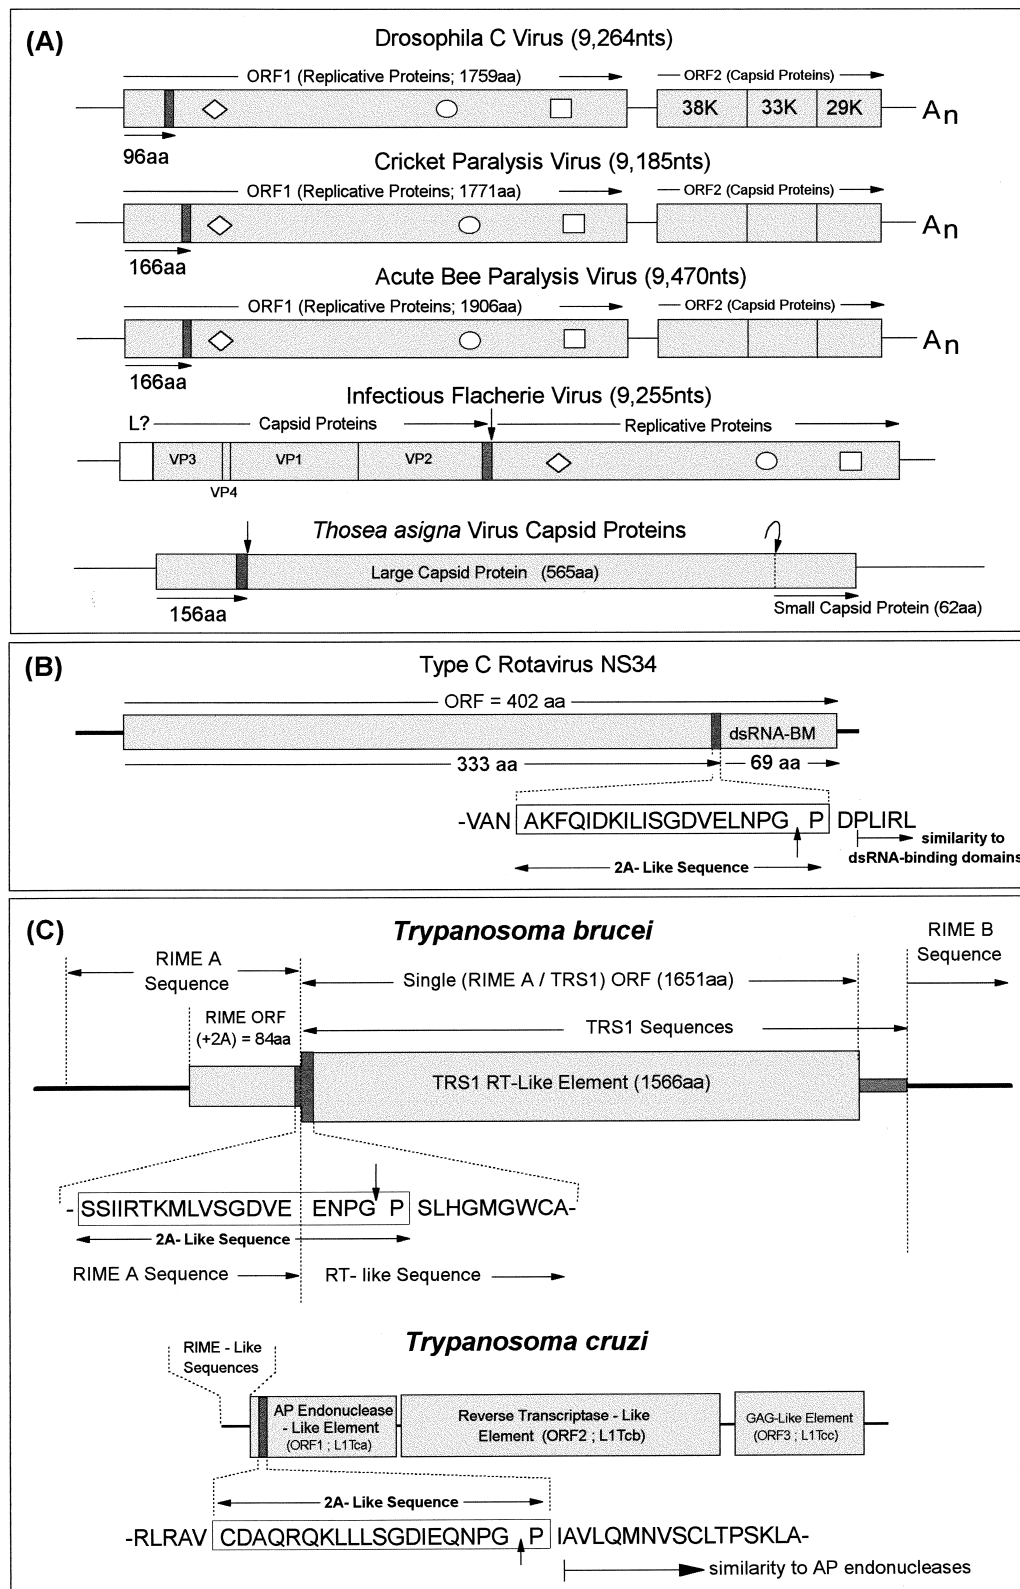 (A)
Drosophila C Virus (9,264nts)
ORF1 (Replicative Proteins; 1759aa)
ORF2 (Capsid Proteins)
38K 33K 29K
An
96aa
Cricket Paralysis Virus (9,185nts)
ORF1 (Replicative Proteins; 1771aa)
ORF2 (Capsid Proteins)
An
166aa
Acute Bee Paralysis Virus (9,470nts)
ORF1 (Replicative Proteins; 1906aa)
ORF2 (Capsid Proteins)
An
166aa
Infectious Flacherie Virus (9,255nts)
L? Capsid Proteins Replicative Proteins
VP3 VP1 VP2
VP4
Thosea asigna Virus Capsid Proteins
Large Capsid Protein (565aa)
156aa
Small Capsid Protein (62aa)
(B)
Type C Rotavirus NS34
ORF = 402 aa
dsRNA-BM
333 aa 69 aa
-VAN AKFQIDKILISGDVELNPG P DPLIRL
2A- Like Sequence
similarity to
dsRNA-binding domains
(C)
Trypanosoma brucei
RIME A
Sequence
Single (RIME A / TRS1) ORF (1651aa)
RIME B
Sequence
RIME ORF
(+2A) = 84aa
TRS1 Sequences
TRS1 RT-Like Element (1566aa)
- SSIIRTKMLVSGDVE ENPG P SLHGMGWCA-
2A- Like Sequence
RIME A Sequence
RT- like Sequence
Trypanosoma cruzi
RIME - Like
Sequences
AP Endonuclease
- Like Element
(ORF1 ; L1Tca)
Reverse Transcriptase - Like
Element (ORF2 ; L1Tcb)
GAG-Like Element
(ORF3 ; L1Tcc)
2A- Like Sequence
-RLRAV CDAQRQKLLLSGDIEQNPG P IAVLQMNVSCLTPSKLA-
similarity to AP endonucleases